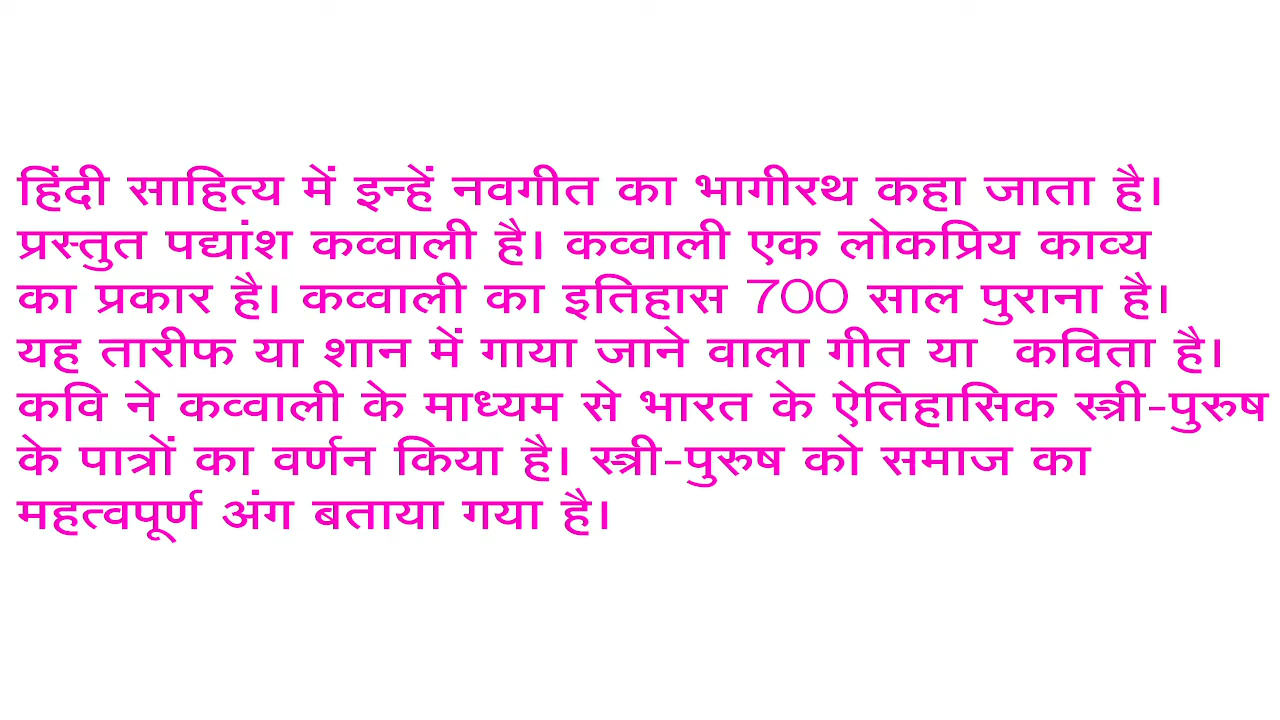 हिंदी साहित्य में इन्हें नवगीत का भागीरथ कहा जाता है।
प्रस्तुत पद्यांश कव्वाली है। कव्वाली एक लोकप्रिय काव्य
का प्रकार है। कव्वाली का इतिहास 700 साल पुराना है।
यह तारीफ या शान में गाया जाने वाला गीत या कविता है।
कवि ने कव्वाली के माध्यम से भारत के ऐतिहासिक स्त्री-पुरुष
के पात्रों का वर्णन किया है। स्त्री-पुरुष को समाज का
महत्वपूर्ण अंग बताया गया है।